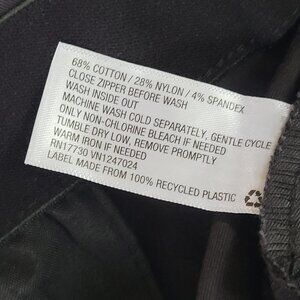 68% COTTON / 28% NYLON / 4% SPANDEX
CLOSE ZIPPER BEFORE WASH
WASH INSIDE OUT
MACHINE WASH COLD SEPARATELY, GENTLE CYCLE
ONLY NON-CHLORINE BLEACH IF NEEDED
TUMBLE DRY LOW, REMOVE PROMPTLY
WARM IRON IF NEEDED
RN17730 VN1247024
LABEL MADE FROM 100% RECYCLED PLASTIC